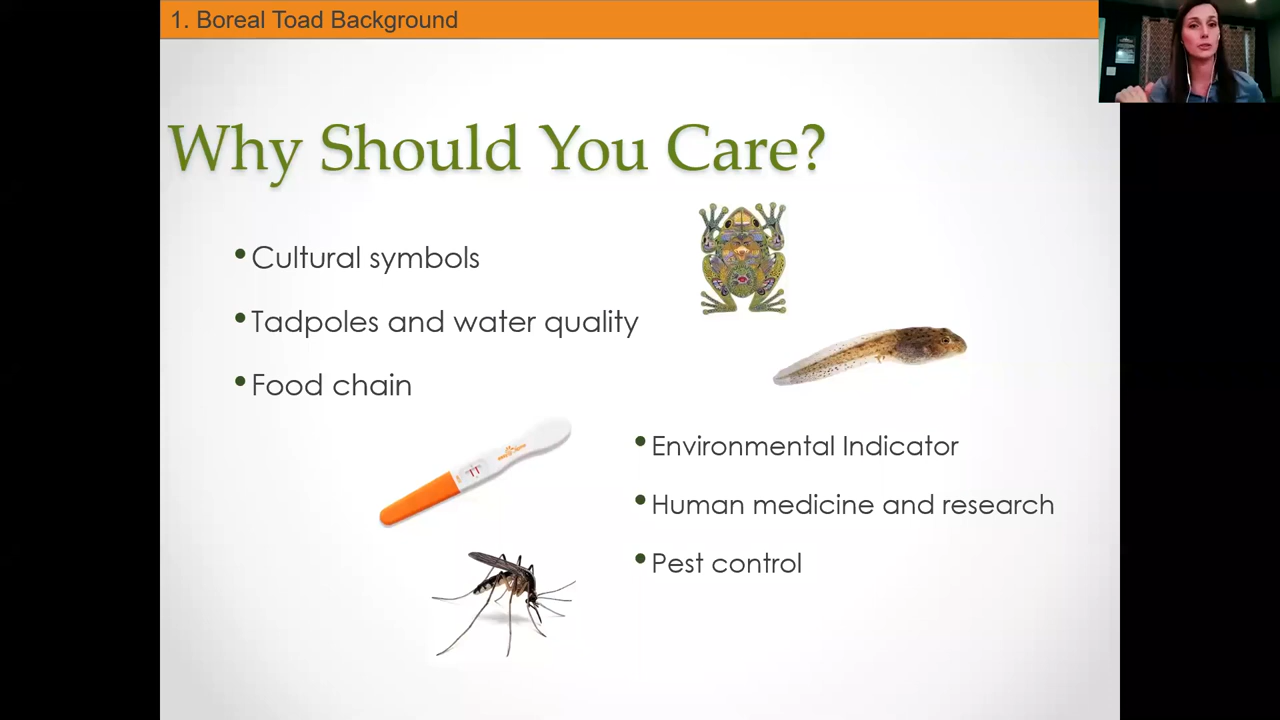 1. Boreal Toad Background
Why Should You Care?
•Cultural symbols
•Tadpoles and water quality
•Food chain
•Environmental Indicator
•Human medicine and research
•Pest control